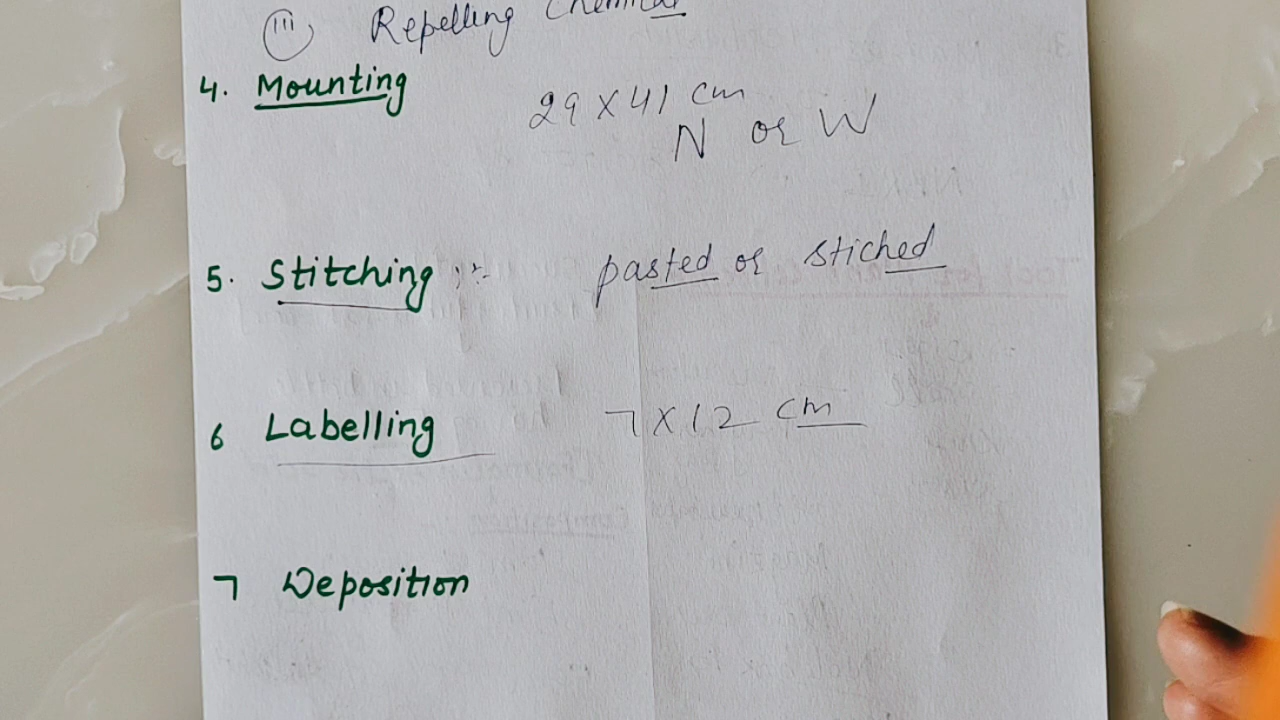 (iii) Repelling Chemical
4. Mounting 29 X 41 cm
N or W
5. Stitching :- pasted or stiched
6 Labelling 7 X 12 cm
7 Deposition